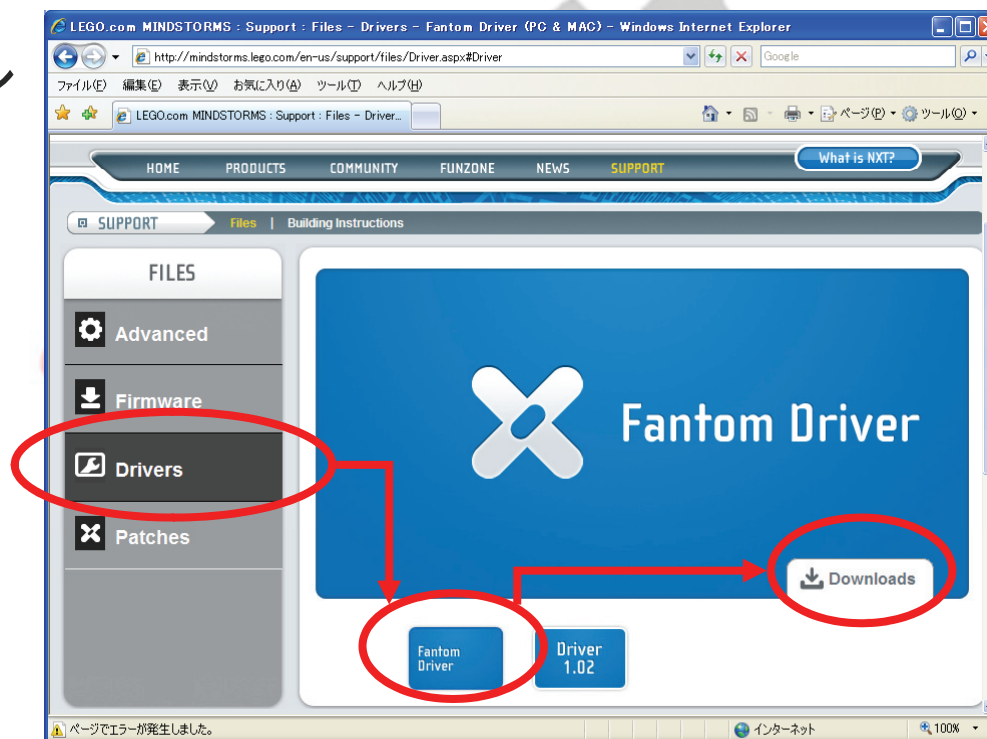 LEGO.com MINDSTORMS : Support : Files - Drivers - Fantom Driver (PC & MAC) - Windows Internet Explorer
http://mindstorms.lego.com/en-us/support/files/Driver.aspx#Driver
Google
ファイル(F) 編集(E) 表示(V) お気に入り(A) ツール(T) ヘルプ(H)
LEGO.com MINDSTORMS : Support : Files - Driver...
ページ(P) ツール(O)
What is NXT?
HOME PRODUCTS COMMUNITY FUNZONE NEWS SUPPORT
SUPPORT Files | Building Instructions
FILES
Advanced
Firmware
Drivers
Patches
Fantom Driver
Downloads
Fantom
Driver
Driver
1.02
ページでエラーが発生しました。 インターネット 100%